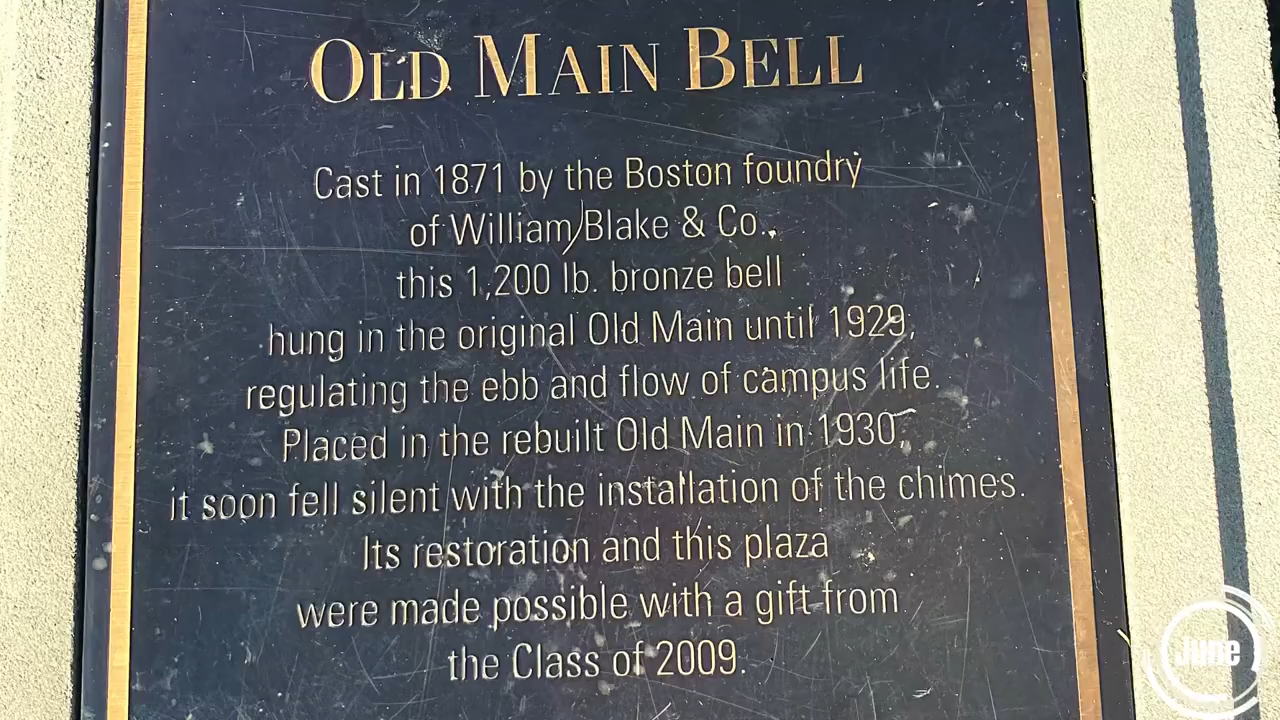 OLD MAIN BELL
Cast in 1871 by the Boston foundry
of William Blake & Co.,
this 1,200 lb. bronze bell
hung in the original Old Main until 1929,
regulating the ebb and flow of campus life.
Placed in the rebuilt Old Main in 1930,
it soon fell silent with the installation of the chimes.
Its restoration and this plaza
were made possible with a gift from
the Class of 2009.
June